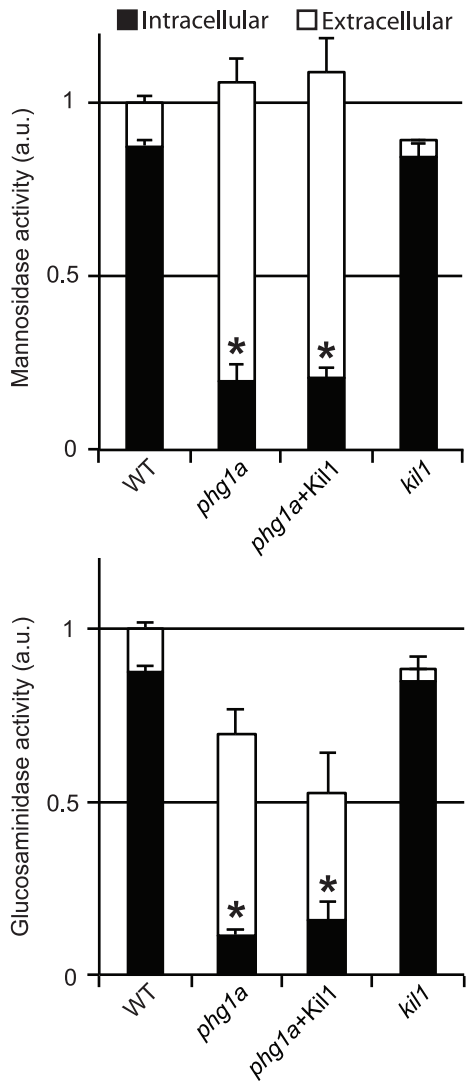 Intracellular Extracellular
Mannosidase activity (a.u.)
1
0.5
0
*
*
WT
phg1a
phg1a+Kil1
kil1
Glucosaminidase activity (a.u.)
1
0.5
0
*
*
WT
phg1a
phg1a+Kil1
kil1